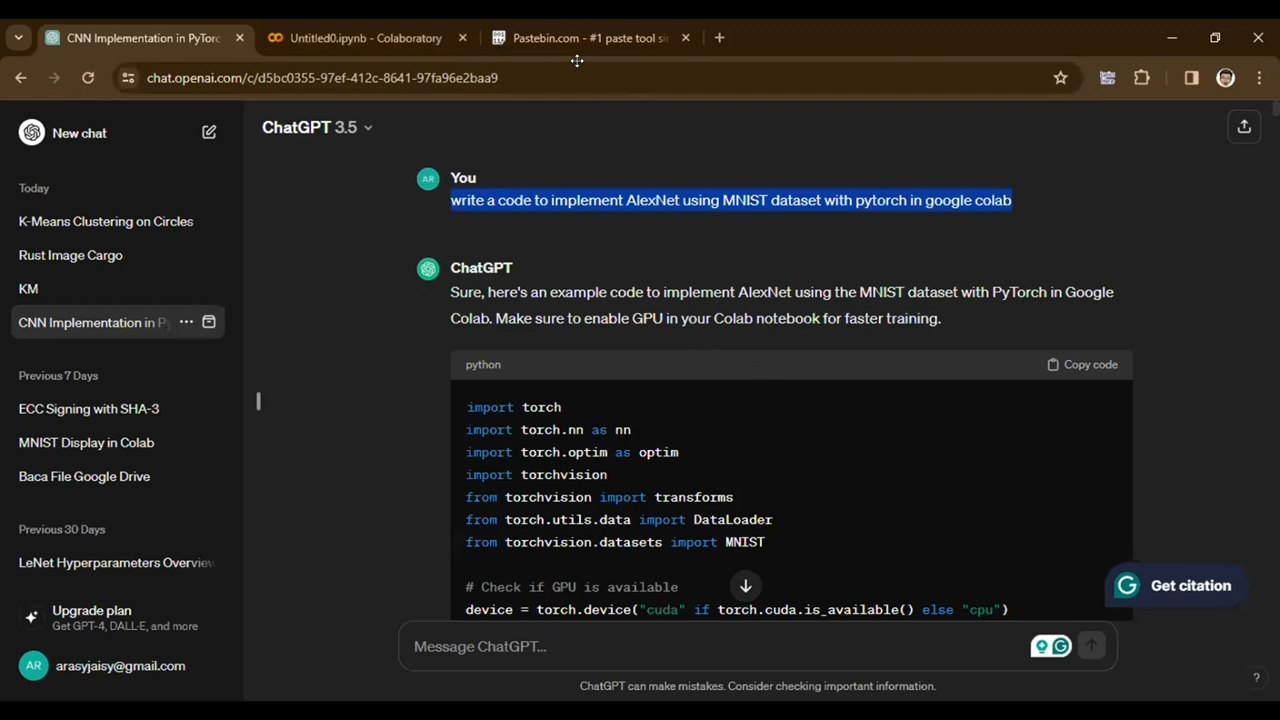 CNN Implementation in PyTorc
Untitled0.ipynb - Colaboratory
Pastebin.com - #1 paste tool si
chat.openai.com/c/d5bc0355-97ef-412c-8641-97fa96e2baa9
New chat
ChatGPT 3.5
Today
K-Means Clustering on Circles
Rust Image Cargo
KM
CNN Implementation in P
Previous 7 Days
ECC Signing with SHA-3
MNIST Display in Colab
Baca File Google Drive
Previous 30 Days
LeNet Hyperparameters Overview
Upgrade plan
Get GPT-4, DALL-E, and more
AR
arasyjaisy@gmail.com
AR
You
write a code to implement AlexNet using MNIST dataset with pytorch in google colab
ChatGPT
Sure, here's an example code to implement AlexNet using the MNIST dataset with PyTorch in Google
Colab. Make sure to enable GPU in your Colab notebook for faster training.
python
Copy code
import torch
import torch.nn as nn
import torch.optim as optim
import torchvision
from torchvision import transforms
from torch.utils.data import DataLoader
from torchvision.datasets import MNIST
# Check if GPU is available
device = torch.device("cuda" if torch.cuda.is_available() else "cpu")
Get citation
Message ChatGPT...
ChatGPT can make mistakes. Consider checking important information.
?